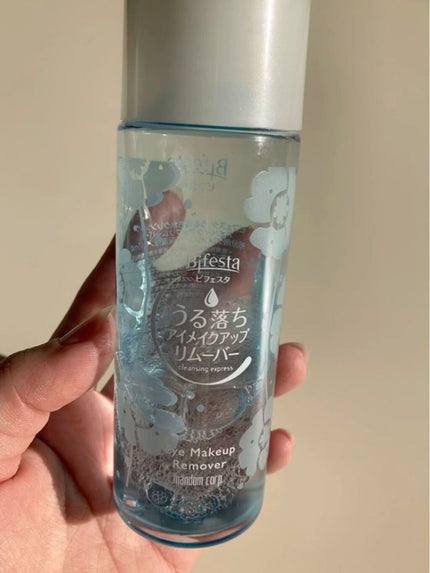 Bifesta
ビフェスタ
うる落ち
アイメイクアップ
リムーバー
cleansing express
Eye Makeup
Remover
mandom corp.